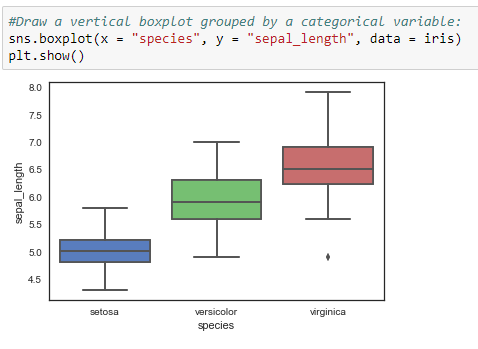 #Draw a vertical boxplot grouped by a categorical variable:
sns.boxplot(x = "species", y = "sepal_length", data = iris)
plt.show()
8.0
7.5
7.0
6.5
6.0
5.5
5.0
4.5
sepal_length
setosa versicolor virginica
species